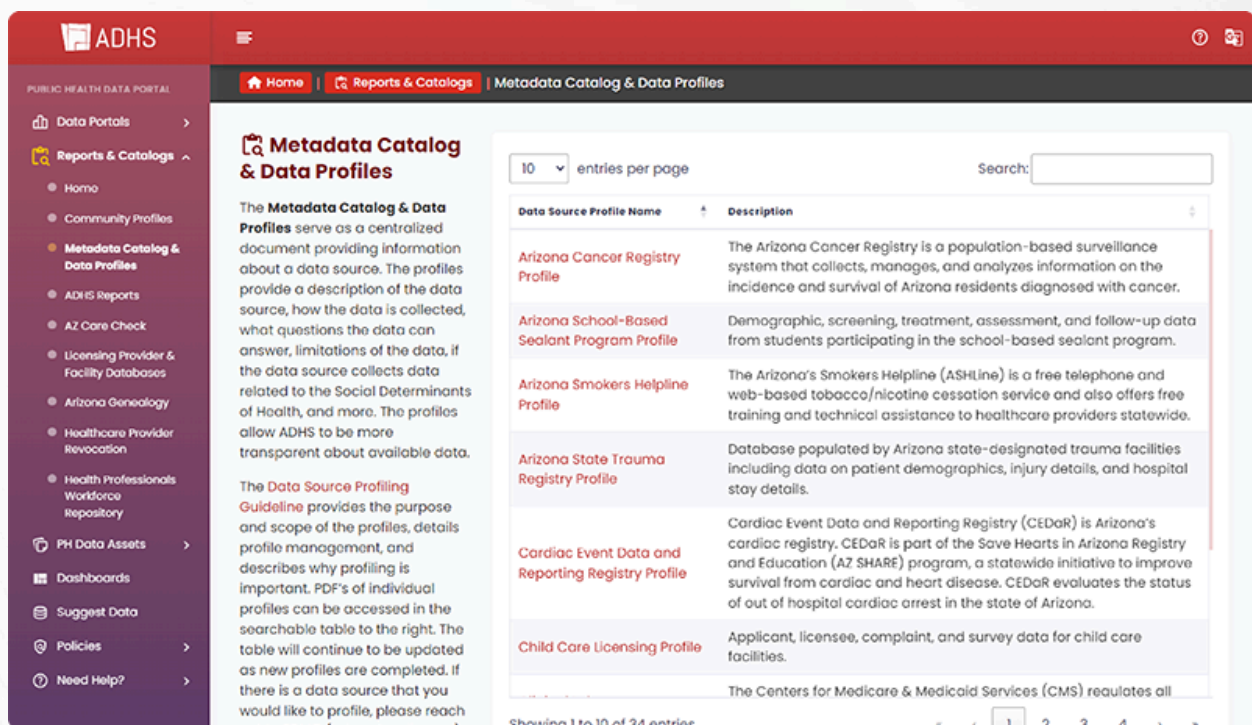 ADHS
PUBLIC HEALTH DATA PORTAL
Data Portals
Reports & Catalogs
Home
Community Profiles
Metadata Catalog &
Data Profiles
ADHS Reports
AZ Care Check
Licensing Provider &
Facility Databases
Arizona Genealogy
Healthcare Provider
Revocation
Health Professionals
Workforce
Repository
PH Data Assets
Dashboards
Suggest Data
Policies
Need Help?
Home | Reports & Catalogs | Metadata Catalog & Data Profiles
Metadata Catalog
& Data Profiles
The Metadata Catalog & Data
Profiles serve as a centralized
document providing information
about a data source. The profiles
provide a description of the data
source, how the data is collected,
what questions the data can
answer, limitations of the data, if
the data source collects data
related to the Social Determinants
of Health, and more. The profiles
allow ADHS to be more
transparent about available data.
The Data Source Profiling
Guideline provides the purpose
and scope of the profiles, details
profile management, and
describes why profiling is
important. PDF's of individual
profiles can be accessed in the
searchable table to the right. The
table will continue to be updated
as new profiles are completed. If
there is a data source that you
would like to profile, please reach
10 entries per page
Search:
Data Source Profile Name Description
Arizona Cancer Registry
Profile
The Arizona Cancer Registry is a population-based surveillance
system that collects, manages, and analyzes information on the
incidence and survival of Arizona residents diagnosed with cancer.
Arizona School-Based
Sealant Program Profile
Demographic, screening, treatment, assessment, and follow-up data
from students participating in the school-based sealant program.
Arizona Smokers Helpline
Profile
The Arizona's Smokers Helpline (ASHLine) is a free telephone and
web-based tobacco/nicotine cessation service and also offers free
training and technical assistance to healthcare providers statewide.
Arizona State Trauma
Registry Profile
Database populated by Arizona state-designated trauma facilities
including data on patient demographics, injury details, and hospital
stay details.
Cardiac Event Data and
Reporting Registry Profile
Cardiac Event Data and Reporting Registry (CEDaR) is Arizona's
cardiac registry. CEDaR is part of the Save Hearts in Arizona Registry
and Education (AZ SHARE) program, a statewide initiative to improve
survival from cardiac and heart disease. CEDaR evaluates the status
of out of hospital cardiac arrest in the state of Arizona.
Child Care Licensing Profile
Applicant, licensee, complaint, and survey data for child care
facilities.
The Centers for Medicare & Medicaid Services (CMS) regulates all
Showing 1 to 10 of 34 entries
« ‹ 1 2 3 4 › »